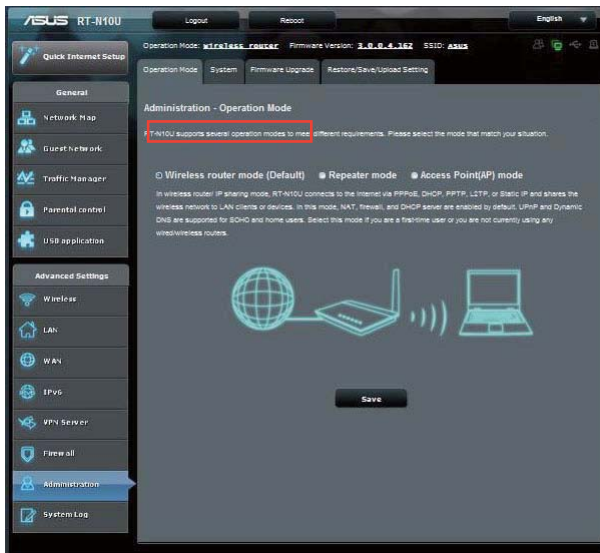 ASUS RT-N10U Logout Reboot English
Quick Internet Setup
Operation Mode: wireless router Firmware Version: 3.0.0.4.162 SSID: ASUS
Operation Mode System Firmware Upgrade Restore/Save/Upload Setting
General
Network Map
Guest Network
Traffic Manager
Parental control
USB application
Advanced Settings
Wireless
LAN
WAN
IPv6
VPN Server
Firewall
Administration
System Log
Administration - Operation Mode
RT-N10U supports several operation modes to meet different requirements. Please select the mode that match your situation.
Wireless router mode (Default) Repeater mode Access Point(AP) mode
In wireless router/ IP sharing mode, RT-N10U connects to the Internet via PPPoE, DHCP, PPTP, L2TP, or Static IP and shares the
wireless network to LAN clients or devices. In this mode, NAT, firewall, and DHCP server are enabled by default. UPnP and Dynamic
DNS are supported for SOHO and home users. Select this mode if you are a first-time user or you are not currently using any
wired/wireless routers.
Save